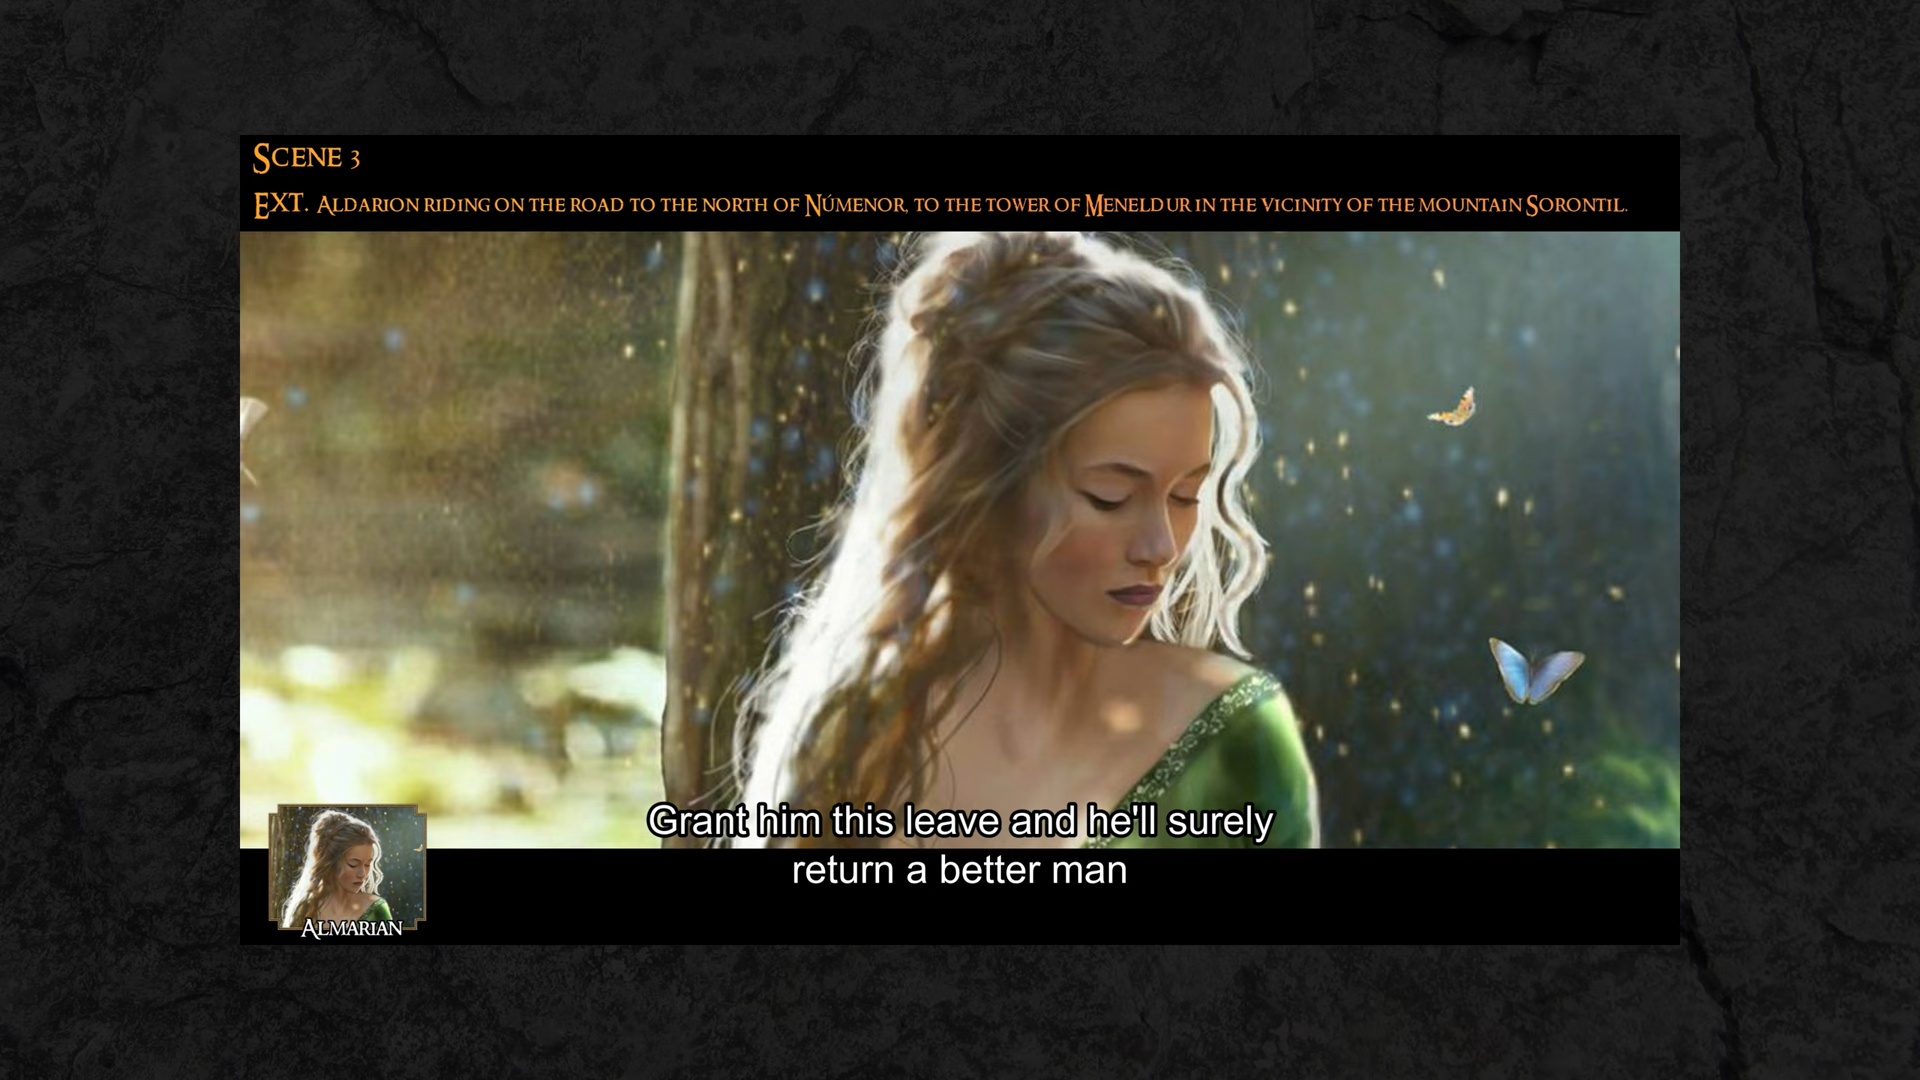 Scene 3
Ext. Aldarion riding on the road to the north of Númenor, to the tower of Meneldur in the vicinity of the mountain Sorontil.
Grant him this leave and he'll surely
return a better man
Almarian